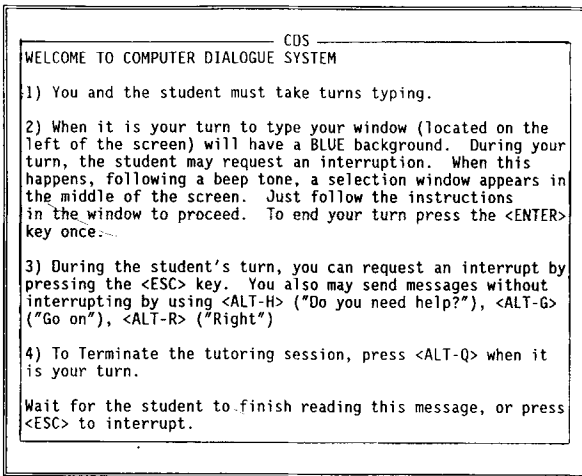 CDS
WELCOME TO COMPUTER DIALOGUE SYSTEM
1) You and the student must take turns typing.
2) When it is your turn to type your window (located on the
left of the screen) will have a BLUE background. During your
turn, the student may request an interruption. When this
happens, following a beep tone, a selection window appears in
the middle of the screen. Just follow the instructions
in the window to proceed. To end your turn press the <ENTER>
key once.
3) During the student's turn, you can request an interrupt by
pressing the <ESC> key. You also may send messages without
interrupting by using <ALT-H> ("Do you need help?"), <ALT-G>
("Go on"), <ALT-R> ("Right")
4) To Terminate the tutoring session, press <ALT-Q> when it
is your turn.
Wait for the student to finish reading this message, or press
<ESC> to interrupt.